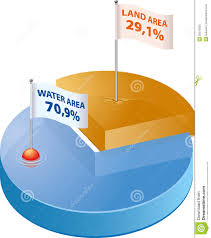 LAND AREA
29,1%
WATER AREA
70,9%